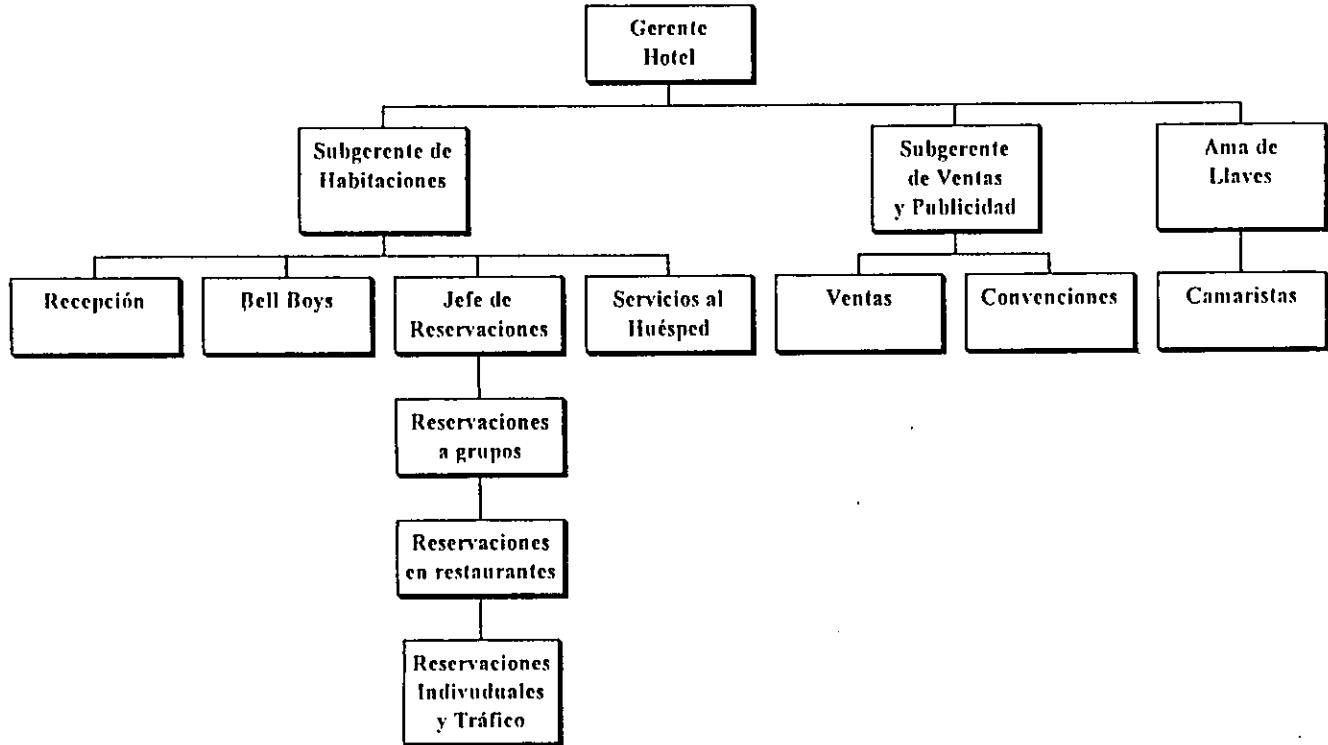 Gerente
Hotel
Subgerente de
Habitaciones
Subgerente
de Ventas
y Publicidad
Ama de
Llaves
Recepción
Bell Boys
Jefe de
Reservaciones
Servicios al
Huésped
Ventas
Convenciones
Camaristas
Reservaciones
a grupos
Reservaciones
en restaurantes
Reservaciones
Indivuduales
y Tráfico